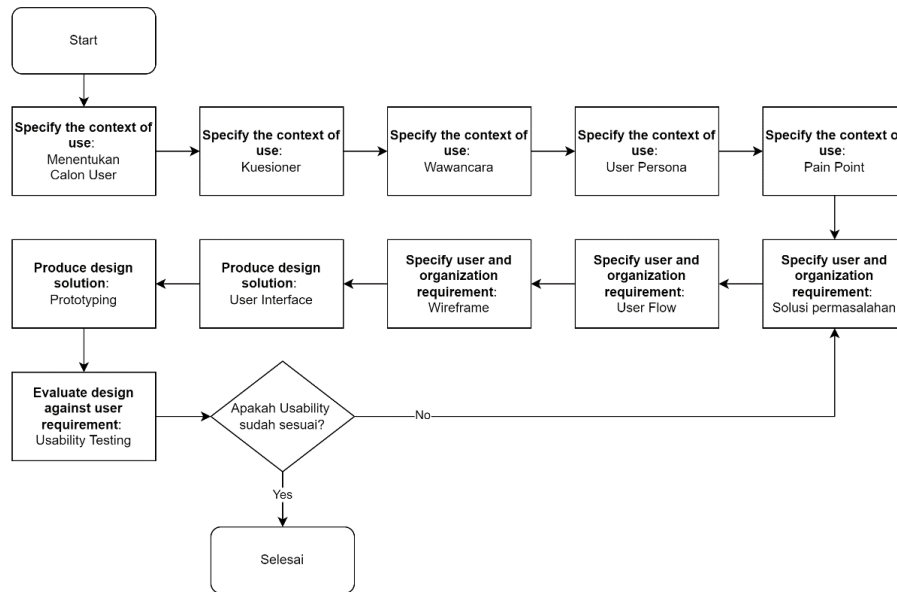 Start
Specify the context of
use:
Menentukan
Calon User
Specify the context of
use:
Kuesioner
Specify the context of
use:
Wawancara
Specify the context of
use:
User Persona
Specify the context of
use:
Pain Point
Produce design
solution:
Prototyping
Produce design
solution:
User Interface
Specify user and
organization
requirement:
Wireframe
Specify user and
organization
requirement:
User Flow
Specify user and
organization
requirement:
Solusi permasalahan
Evaluate design
against user
requirement:
Usability Testing
Apakah Usability
sudah sesuai?
No
Yes
Selesai